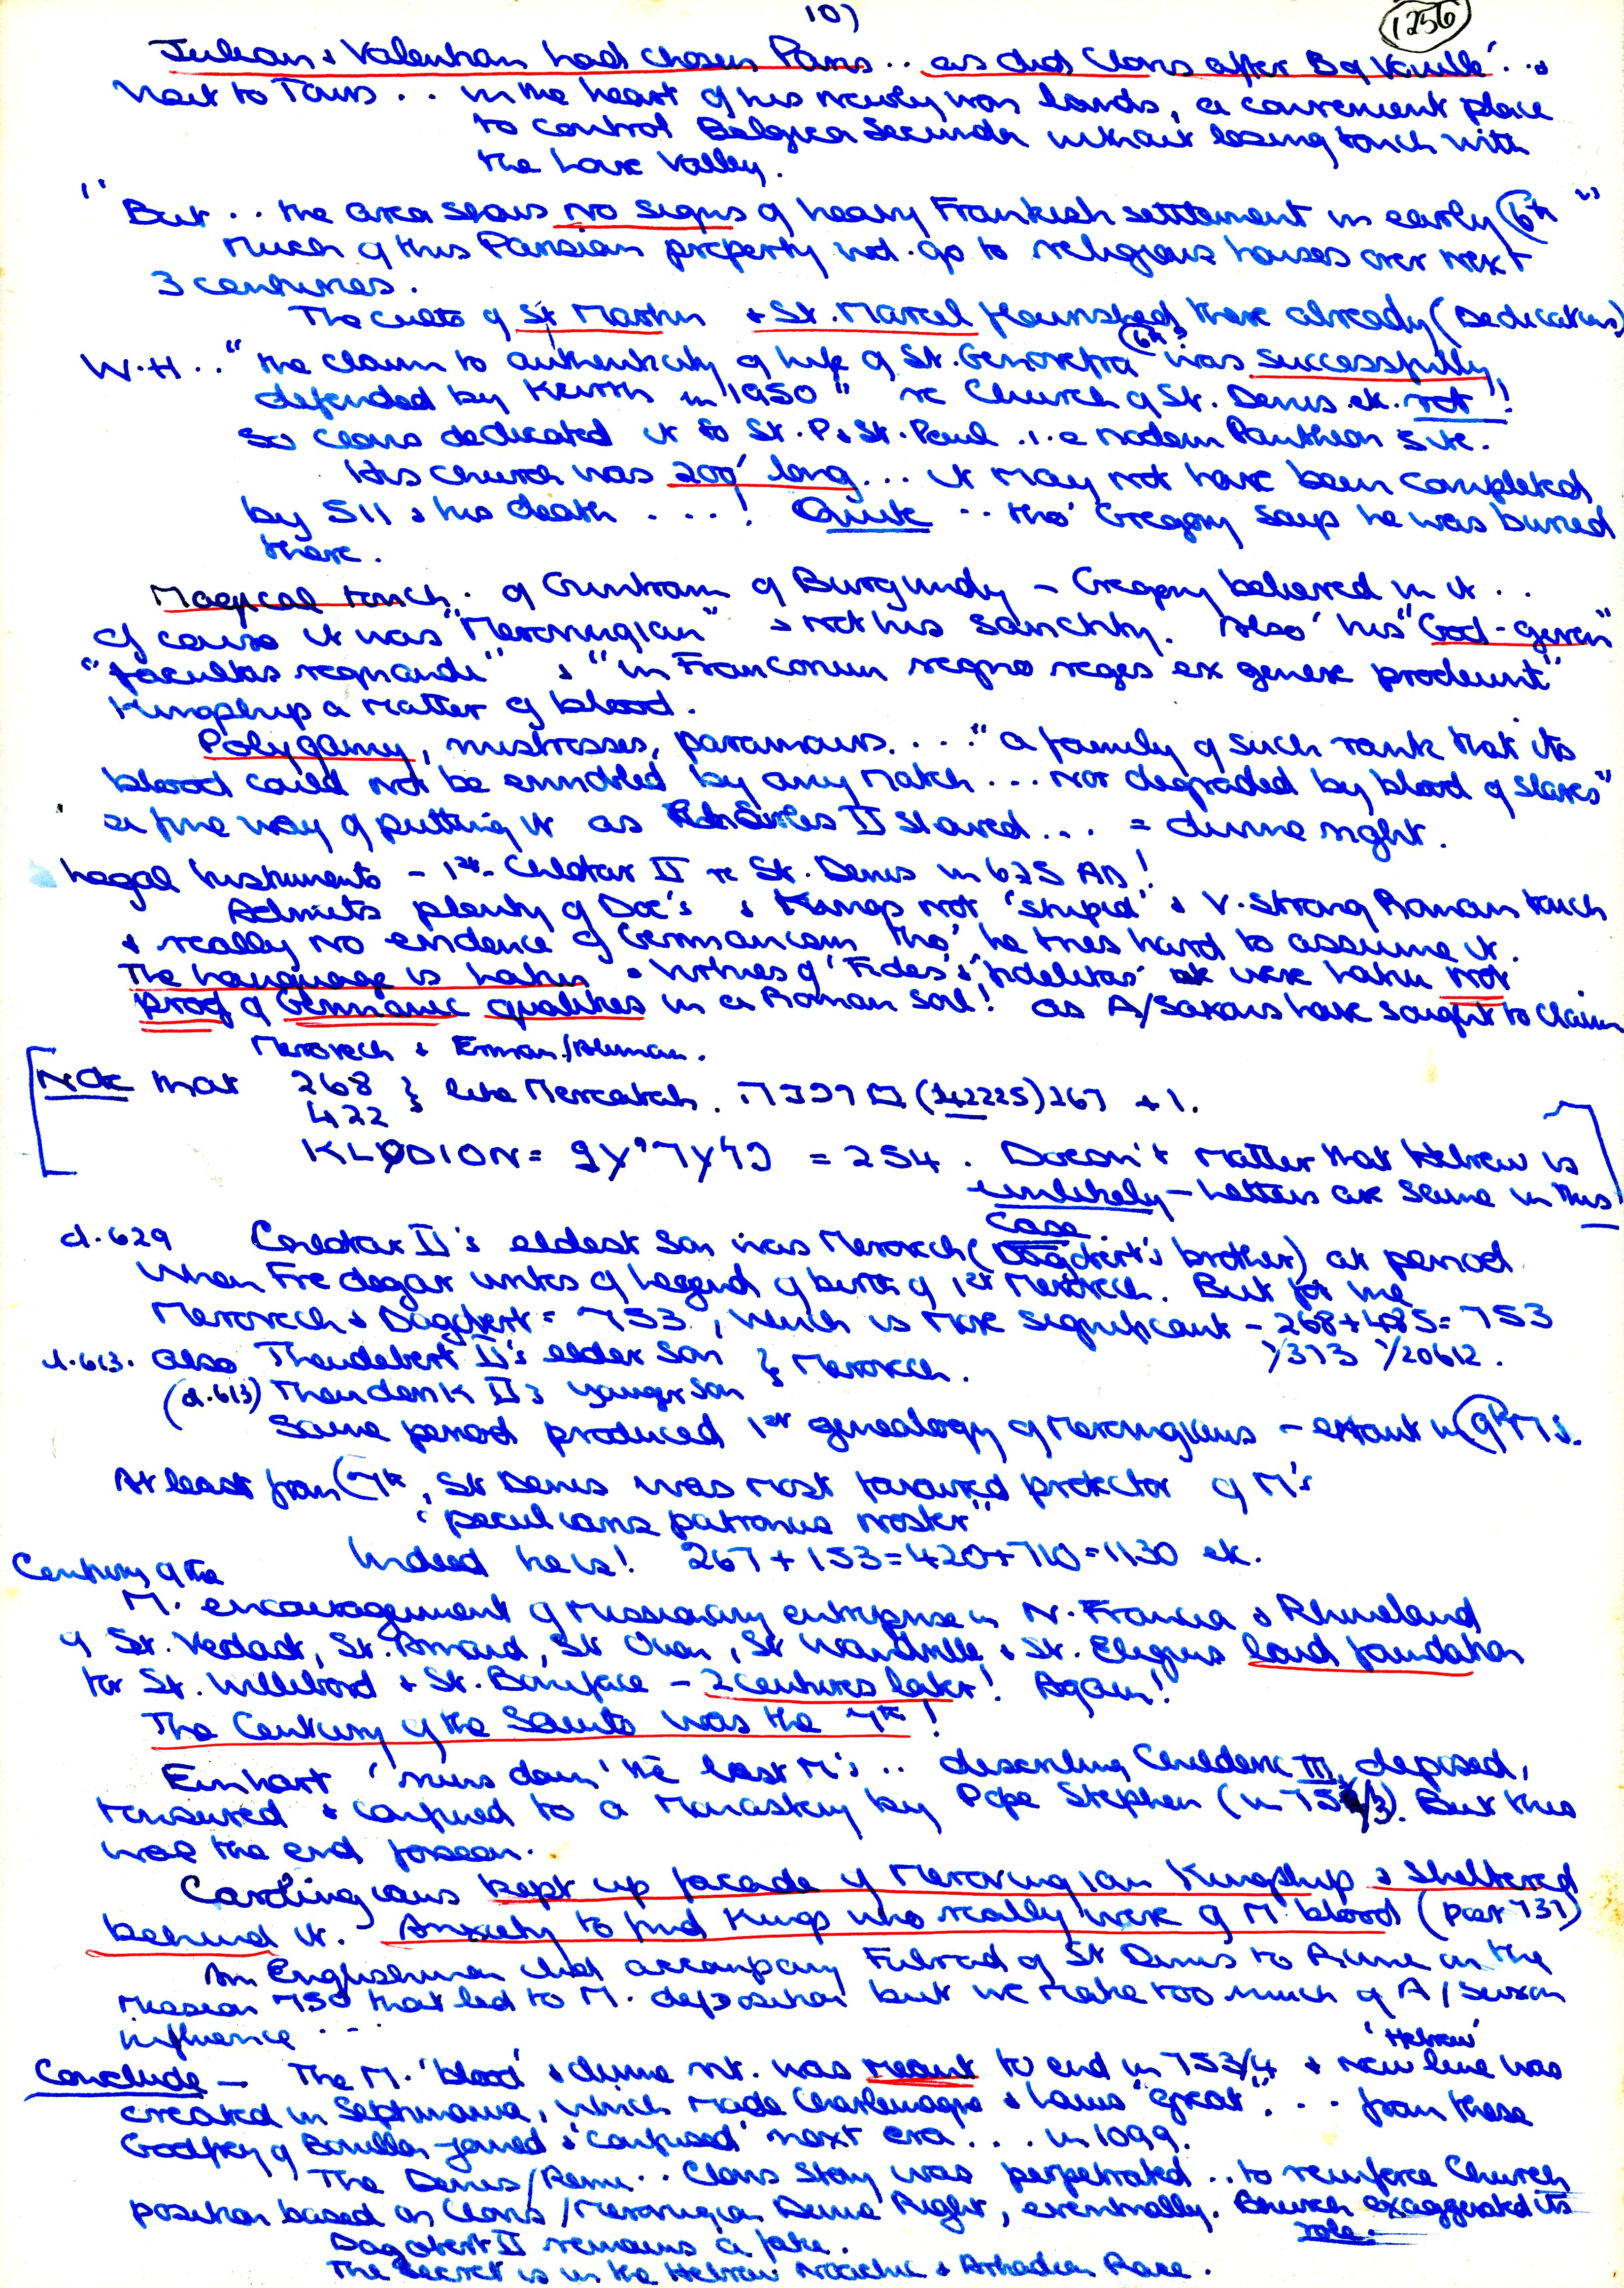 10)
1256
Julian & Valentian had chosen Paris .. as did Clovis after B of Vouillé ..
Next to Tours .. in the heart of his newly won lands, a convenient place
to control Belgica Secunda without losing touch with
the Loire Valley.
" But .. the area shows no signs of heavy Frankish settlement in early 6th "
Much of this Parisian property wd. go to religious houses over next
3 centuries.
The cults of St Martin & St. Marcel flourished there already (Dedications)
W.H .. "the claim to authenticity of life of St. Genovefa (6th) was successfully
defended by Kurth in 1950" re Church of St. Denis etc. not!!
So Clovis dedicated it to St. P & St. Paul i.e modern Pantheon site.
His church was 200' long ... it may not have been completed
by 511 & his death ...! Quite .. tho' Gregory says he was buried
there.
Magical touch. of Guntram of Burgundy – Gregory believed in it ..
of course it was "Merovingian" & not his sanctity. Also his "God-given"
"facultas regnandi" & "in Francorum regno reges ex genere prodeunt"
Kingship a matter of blood.
Polygamy, mistresses, paramours. ... "a family of such rank that its
blood could not be ennobled by any match ... nor degraded by blood of slaves"
a fine way of putting it as Charles II shared ... = divine right.
Legal Instruments – 1st Clotar II re St. Denis in 625 AD!
Admits plenty of Doc's & Kings not 'stupid' & V. strong Roman touch
& really no evidence of Germanism tho' he tries hard to assume it.
The language is Latin & virtues of 'Fides' & 'fidelitas' were Latin not
proof of Germanic qualities in a Roman soil! as A/Saxons have sought to claim
Merovech &
Note that 268 } like Merovech. (142225) 267 + 1.
422
KLODION = = 254. Doesn't matter that Hebrew is
unlikely – letters are same in this
case
d.629 Clotar II's eldest son was Merovech (Dagobert's brother) at period
When Fredegar writes of legend of birth of 1st Merovech. But for me
Merovech & Dagobert = 753, which is more significant – 268+485=753
1/373 1/20612.
d.613. also Theudebert II's elder son } Merovech.
(d.613) Theuderik II's younger son
Same period produced 1st genealogy of Merovingians – extant in 9th Ms.
At least from 7th, St Denis was most favoured protector of M's
'peculiaris patronus noster'
Indeed he is! 267+153=420+710=1130 etc.
Century of the
M. encouragement of missionary enterprise in N. Francia & Rhineland
of St. Vedast, St. Amand, St Ouen, St Wandrille & St. Eligius laid foundation
for St. Willibrord & St. Boniface – 2 centuries later! Again!
The Century of the Saints was the 7th!
Einhart 'runs down' the last M's .. describing Childeric III, deposed,
tonsured & confined to a monastery by Pope Stephen (in 754/3). But this
was the end foreseen.
Carolingians kept up facade of Merovingian Kingship & sheltered
behind it. Anxiety to find Kings who really were of M. blood (post 737)
An Englishman did accompany Fulrad of St Denis to Rome on the
mission 750 that led to M. deposition but we make too much of A/Saxon
influence ...
'Hebrew'
Conclude – The M. 'blood' & divine rt. was meant to end in 753/4 & new line was
created in Septimania, which made Charlemagne & Louis "great". ... from these
Godfrey of Bouillon joined & 'confused' next era ... in 1099.
The Denis/Remi .. Clovis story was perpetrated .. to reinforce Church
position based on Clovis/Merovingian Divine Right, eventually. Church exaggerated its
role.
Dagobert II remains a fake.
The Secret is in the Hebrew Noachic & Arkadian Race.